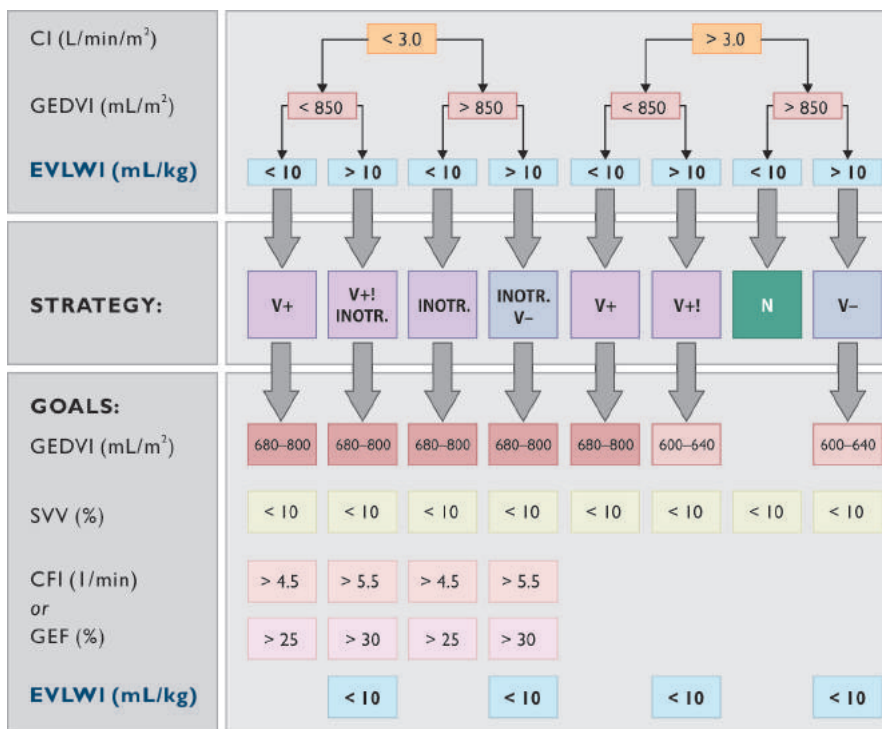 CI (L/min/m²) < 3.0 > 3.0
GEDVI (mL/m²) < 850 > 850 < 850 > 850
EVLWI (mL/kg) < 10 > 10 < 10 > 10 < 10 > 10 < 10 > 10
STRATEGY: V+ V+! INOTR. INOTR. INOTR. V– V+ V+! N V–
GOALS:
GEDVI (mL/m²) 680–800 680–800 680–800 680–800 680–800 600–640 600–640
SVV (%) < 10 < 10 < 10 < 10 < 10 < 10 < 10 < 10
CFI (1/min) > 4.5 > 5.5 > 4.5 > 5.5
or
GEF (%) > 25 > 30 > 25 > 30
EVLWI (mL/kg) < 10 < 10 < 10 < 10